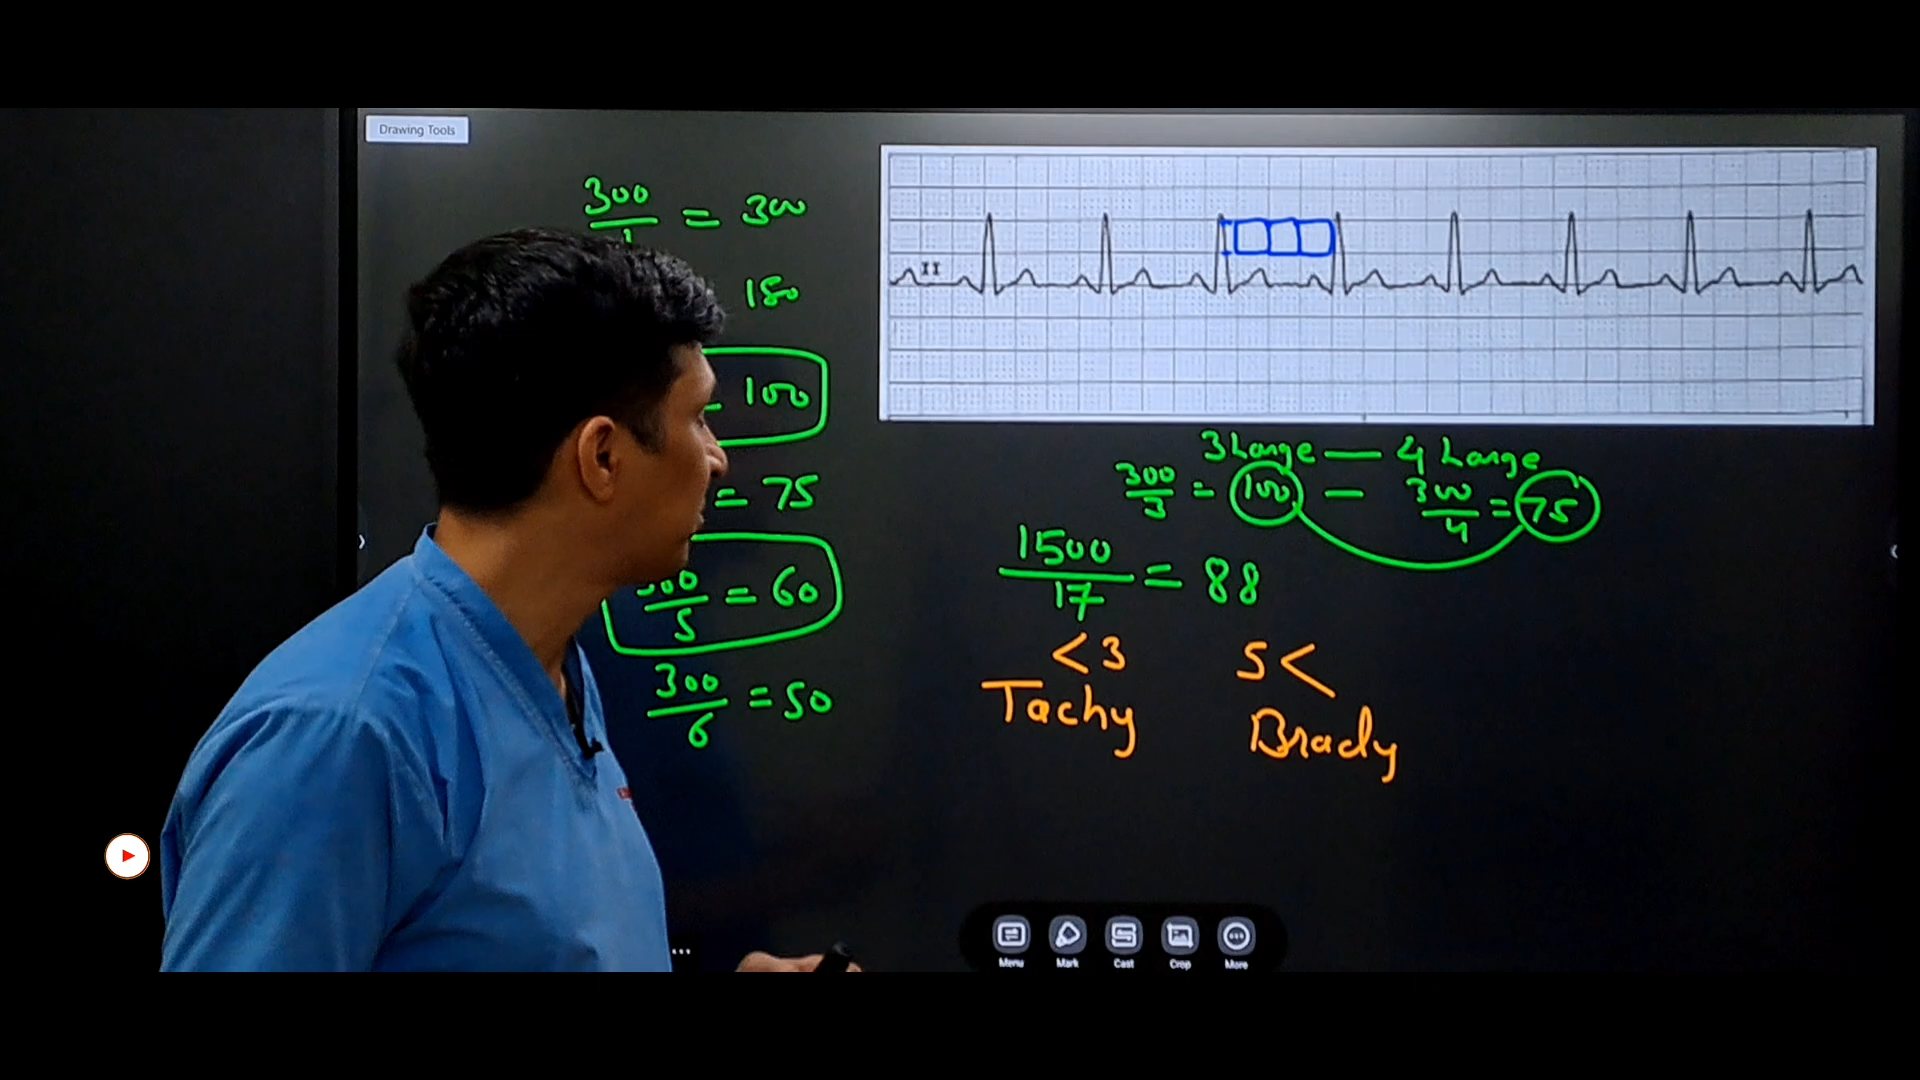 Drawing Tools
300 = 300
150
II
= 100
3 Large — 4 Large
300/3 = 100 — 300/4 = 75
= 75
1500/17 = 88
300/5 = 60
< 3 5 <
Tachy Brady
300/6 = 50
Menu Mark Cast Crop More